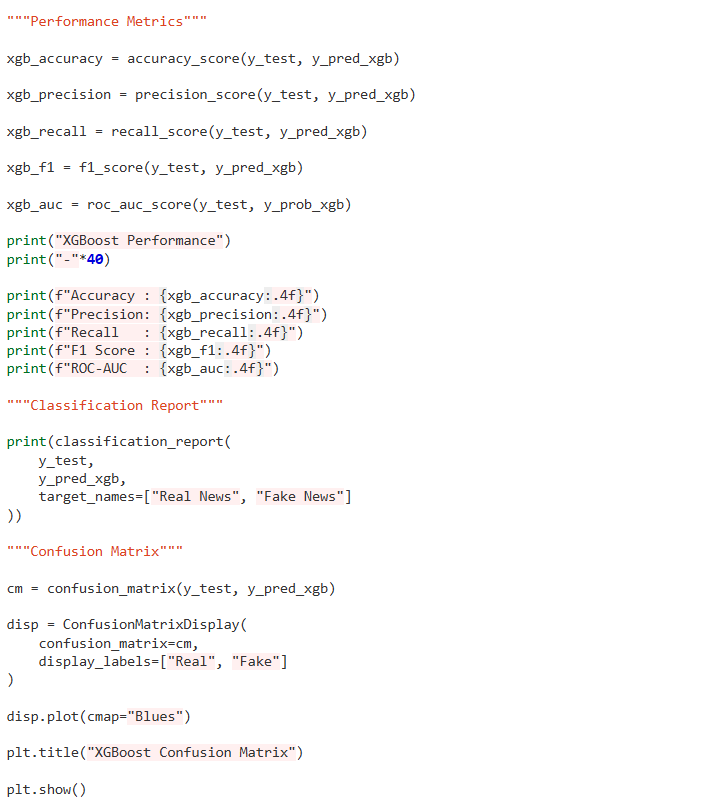 """Performance Metrics"""
xgb_accuracy = accuracy_score(y_test, y_pred_xgb)
xgb_precision = precision_score(y_test, y_pred_xgb)
xgb_recall = recall_score(y_test, y_pred_xgb)
xgb_f1 = f1_score(y_test, y_pred_xgb)
xgb_auc = roc_auc_score(y_test, y_prob_xgb)
print("XGBoost Performance")
print("-"*40)
print(f"Accuracy : {xgb_accuracy:.4f}")
print(f"Precision: {xgb_precision:.4f}")
print(f"Recall   : {xgb_recall:.4f}")
print(f"F1 Score : {xgb_f1:.4f}")
print(f"ROC-AUC  : {xgb_auc:.4f}")
"""Classification Report"""
print(classification_report(
    y_test,
    y_pred_xgb,
    target_names=["Real News", "Fake News"]
))
"""Confusion Matrix"""
cm = confusion_matrix(y_test, y_pred_xgb)
disp = ConfusionMatrixDisplay(
    confusion_matrix=cm,
    display_labels=["Real", "Fake"]
)
disp.plot(cmap="Blues")
plt.title("XGBoost Confusion Matrix")
plt.show()